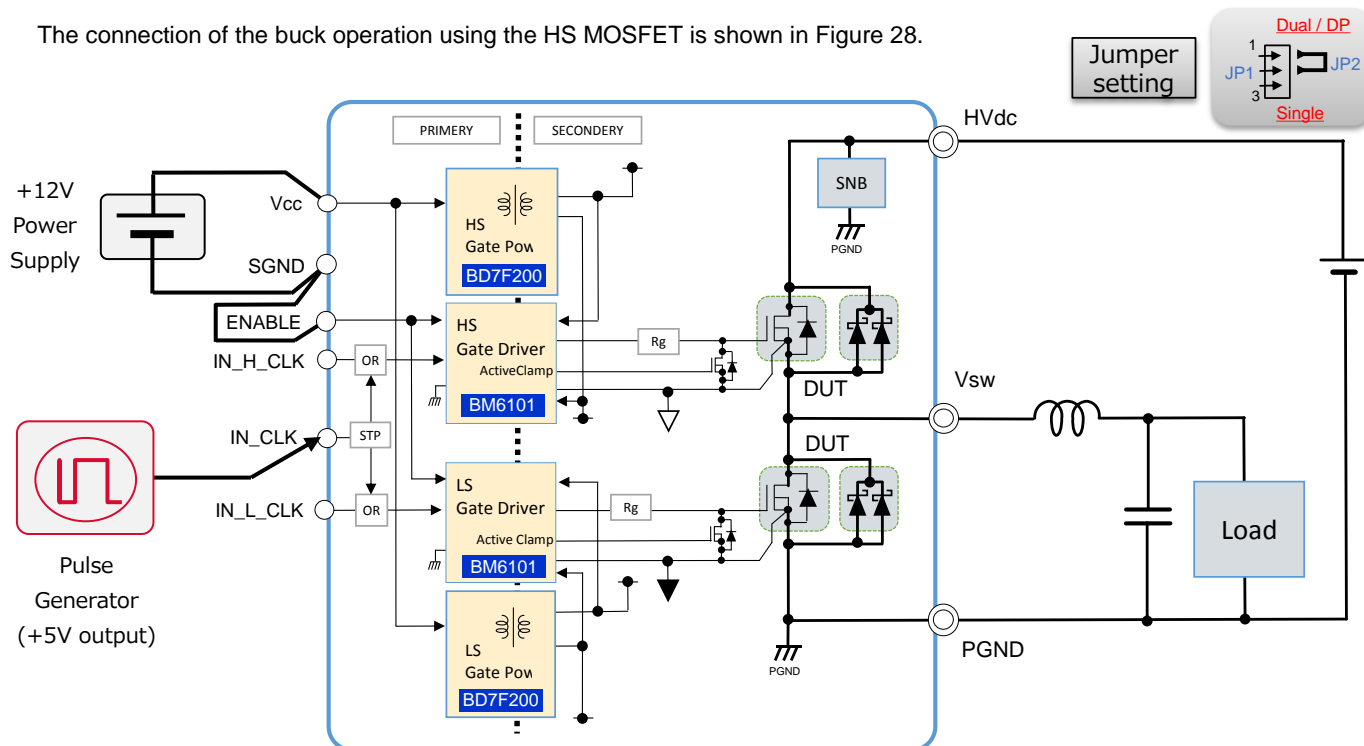 The connection of the buck operation using the HS MOSFET is shown in Figure 28.
Jumper
setting
Dual / DP
1
JP1
JP2
3
Single
PRIMERY
SECONDERY
HVdc
+12V
Power
Supply
Vcc
SGND
ENABLE
IN_H_CLK
IN_CLK
IN_L_CLK
OR
STP
OR
HS
Gate Pow
BD7F200
HS
Gate Driver
ActiveClamp
BM6101
Rg
SNB
PGND
DUT
Vsw
DUT
LS
Gate Driver
Active Clamp
BM6101
Rg
LS
Gate Pow
BD7F200
Load
PGND
PGND
Pulse
Generator
(+5V output)